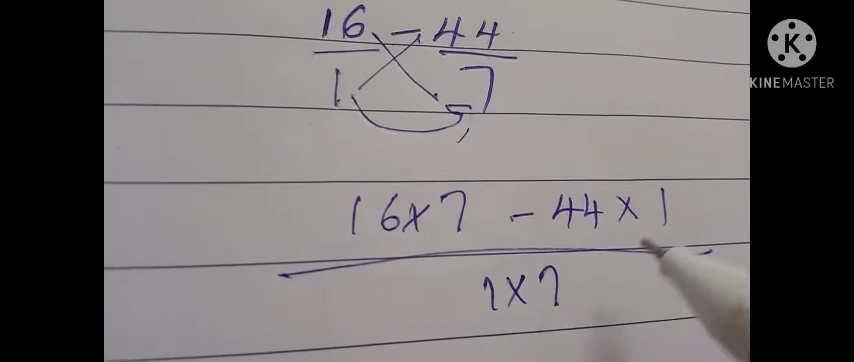 16 - 44
1 7
16x7 - 44x1
1x7
K
KINEMASTER